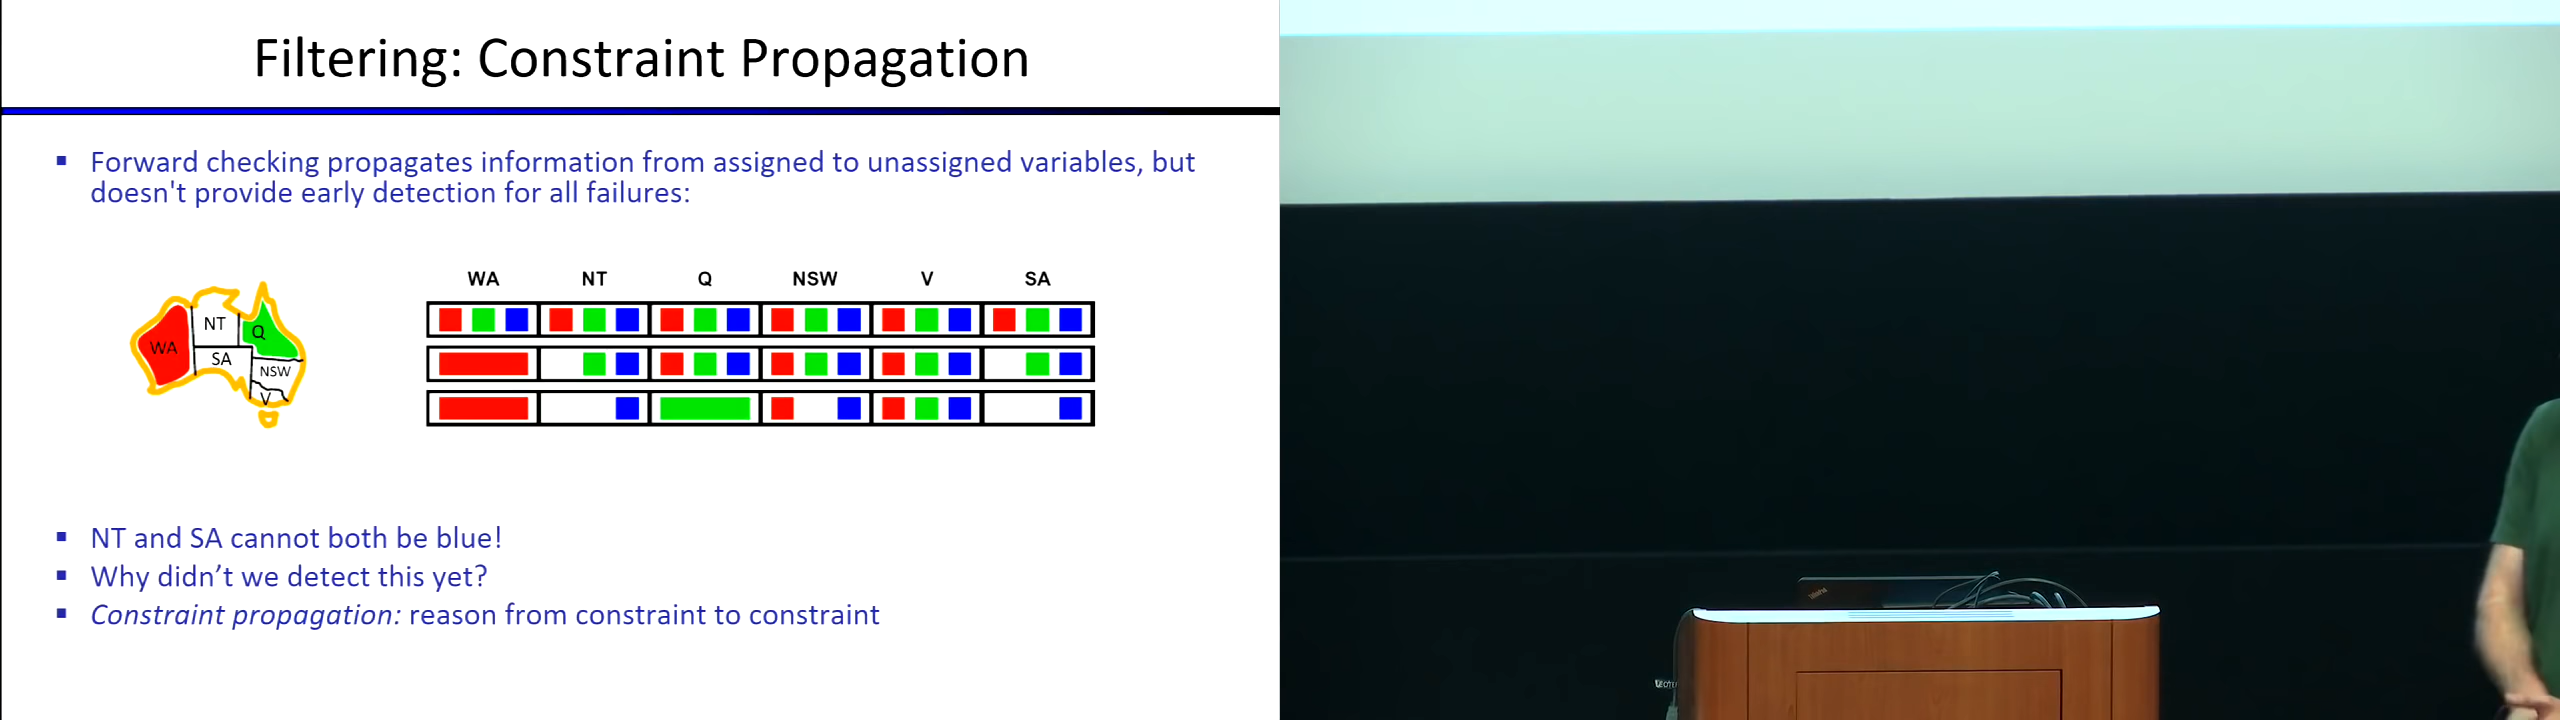 Filtering: Constraint Propagation
Forward checking propagates information from assigned to unassigned variables, but
doesn't provide early detection for all failures:
WA NT Q NSW V SA
NT
Q
WA
SA
NSW
V
NT and SA cannot both be blue!
Why didn’t we detect this yet?
Constraint propagation: reason from constraint to constraint